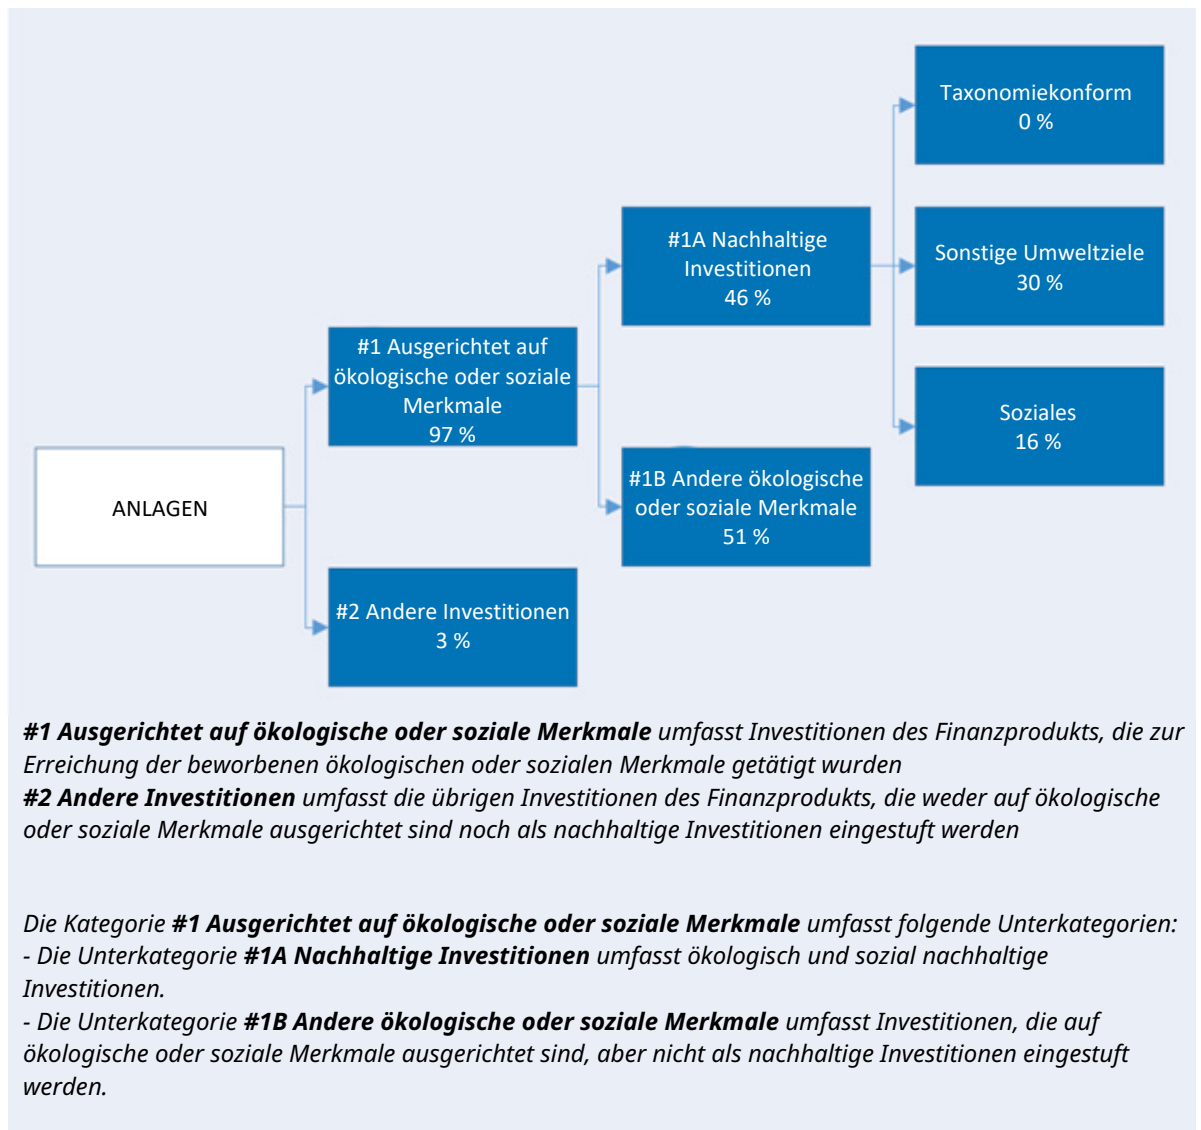 Taxonomiekonform
0 %
#1A Nachhaltige
Investitionen
46 %
Sonstige Umweltziele
30 %
#1 Ausgerichtet auf
ökologische oder soziale
Merkmale
97 %
Soziales
16 %
ANLAGEN
#1B Andere ökologische
oder soziale Merkmale
51 %
#2 Andere Investitionen
3 %
#1 Ausgerichtet auf ökologische oder soziale Merkmale umfasst Investitionen des Finanzprodukts, die zur
Erreichung der beworbenen ökologischen oder sozialen Merkmale getätigt wurden
#2 Andere Investitionen umfasst die übrigen Investitionen des Finanzprodukts, die weder auf ökologische
oder soziale Merkmale ausgerichtet sind noch als nachhaltige Investitionen eingestuft werden
Die Kategorie #1 Ausgerichtet auf ökologische oder soziale Merkmale umfasst folgende Unterkategorien:
- Die Unterkategorie #1A Nachhaltige Investitionen umfasst ökologisch und sozial nachhaltige
Investitionen.
- Die Unterkategorie #1B Andere ökologische oder soziale Merkmale umfasst Investitionen, die auf
ökologische oder soziale Merkmale ausgerichtet sind, aber nicht als nachhaltige Investitionen eingestuft
werden.